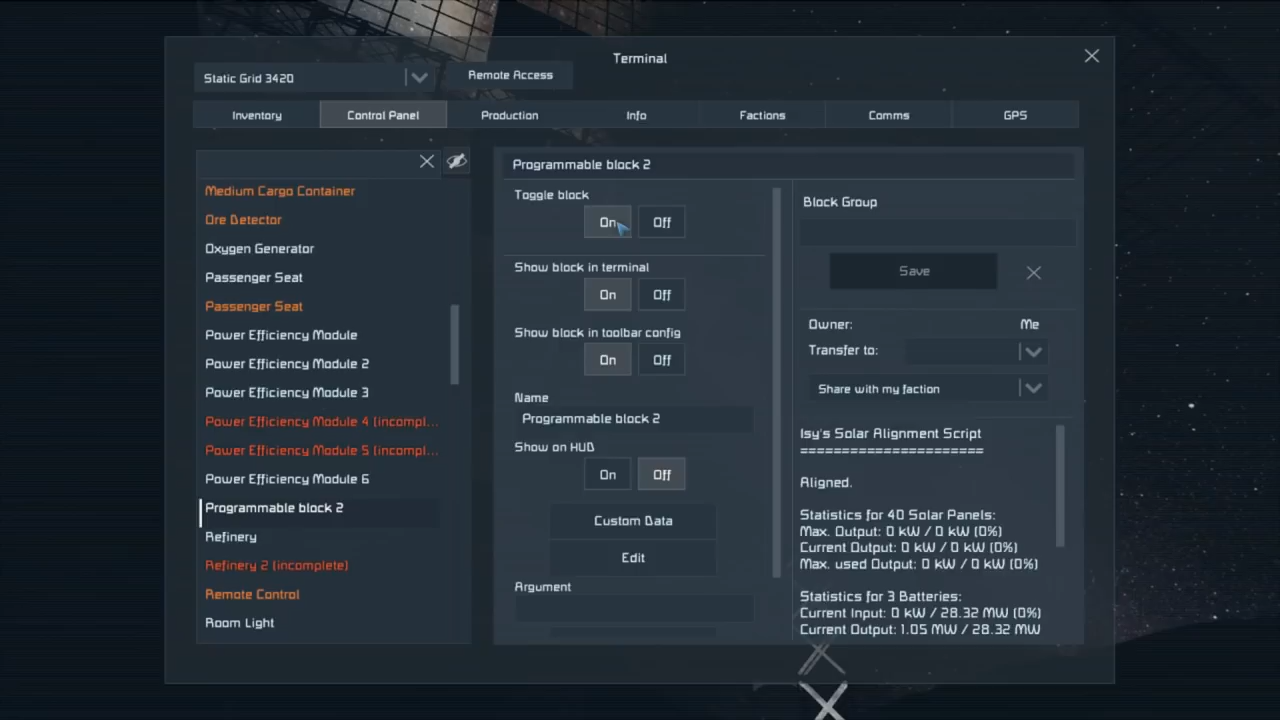 Terminal
Static Grid 3420
Remote Access
Inventory
Control Panel
Production
Info
Factions
Comms
GPS
Medium Cargo Container
Ore Detector
Oxygen Generator
Passenger Seat
Passenger Seat
Power Efficiency Module
Power Efficiency Module 2
Power Efficiency Module 3
Power Efficiency Module 4 (incompl...
Power Efficiency Module 5 (incompl...
Power Efficiency Module 6
Programmable block 2
Refinery
Refinery 2 (incomplete)
Remote Control
Room Light
Programmable block 2
Toggle block
On
Off
Show block in terminal
On
Off
Show block in toolbar config
On
Off
Name
Programmable block 2
Show on HUD
On
Off
Custom Data
Edit
Argument
Block Group
Save
Owner:
Me
Transfer to:
Share with my faction
Isy's Solar Alignment Script
=======================
Aligned.
Statistics for 40 Solar Panels:
Max. Output: 0 kW / 0 kW (0%)
Current Output: 0 kW / 0 kW (0%)
Max. used Output: 0 kW / 0 kW (0%)
Statistics for 3 Batteries:
Current Input: 0 kW / 28.32 MW (0%)
Current Output: 1.05 MW / 28.32 MW